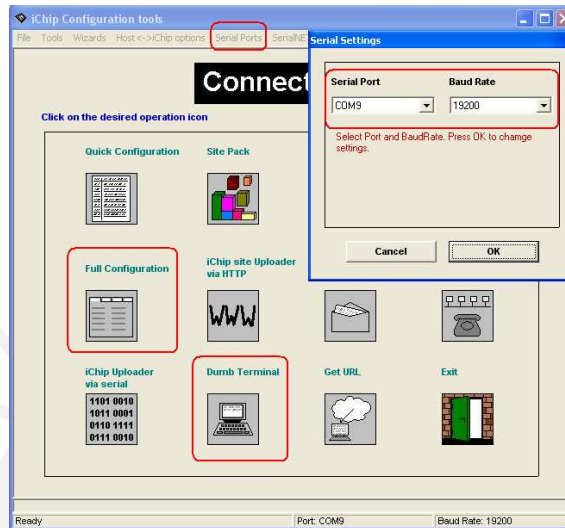 iChip Configuration tools
File Tools Wizards Host<->iChip options Serial Ports SerialNE
Serial Settings
Connec
Serial Port Baud Rate
COM9 19200
Select Port and BaudRate. Press OK to chamge
settings.
Cancel OK
Click on the desired operation icon
Quick Configuration Site Pack
Full Configuration
iChip site Uploader
via HTTP
WWW
iChip Uploader
via serial
1101 0010
1011 0001
0110 1111
0111 0010
Dumb Terminal Get URL Exit
Ready Port: COM9 Baud Rate: 19200